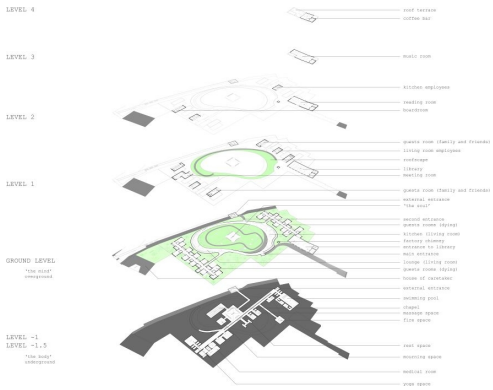 LEVEL 4
roof terrace
coffee bar
LEVEL 3
music room
kitchen employees
LEVEL 2
reading room
boardroom
guests room (family and friends)
living room employees
roofscape
library
meeting room
LEVEL 1
guests room (family and friends)
external entrance
"the soul"
second entrance
guests rooms (dying)
kitchen (living room)
factory chimney
entrance to library
main entrance
GROUND LEVEL
lounge (living room)
guests rooms (dying)
"the mind"
overground
house of caretaker
external entrance
swimming pool
chapel
massage space
fire space
LEVEL -1
LEVEL -1.5
rest space
"the body"
underground
mourning space
medical room
yoga space